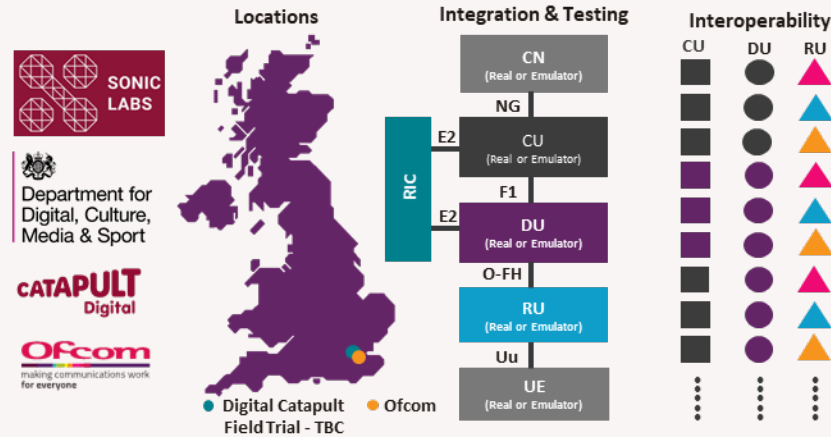 SONIC
LABS
Department for
Digital, Culture,
Media & Sport
CATAPULT
Digital
Ofcom
making communications work
for everyone
Locations
Digital Catapult
Ofcom
Field Trial - TBC
Integration & Testing
CN
(Real or Emulator)
NG
RIC
E2
CU
(Real or Emulator)
F1
E2
DU
(Real or Emulator)
O-FH
RU
(Real or Emulator)
Uu
UE
(Real or Emulator)
Interoperability
CU DU RU